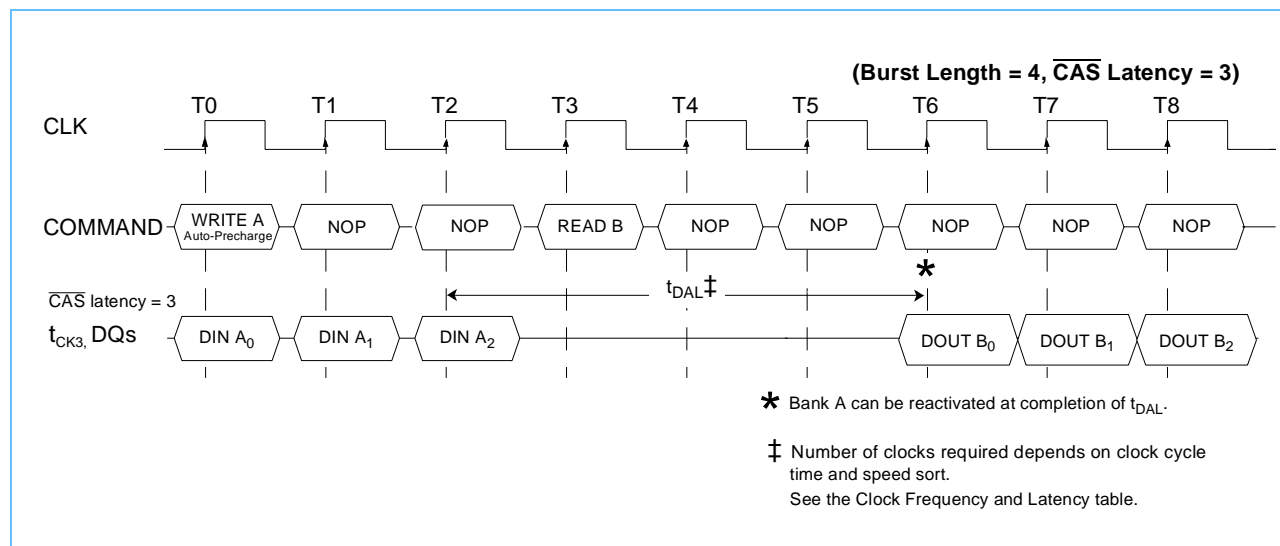 (Burst Length = 4, CAS Latency = 3)
T0 T1 T2 T3 T4 T5 T6 T7 T8
CLK
COMMAND WRITE A Auto-Precharge NOP NOP READ B NOP NOP NOP NOP NOP
*
tDAL‡
CAS latency = 3
tCK3, DQs DIN A0 DIN A1 DIN A2 DOUT B0 DOUT B1 DOUT B2
* Bank A can be reactivated at completion of tDAL.
‡ Number of clocks required depends on clock cycle
time and speed sort.
See the Clock Frequency and Latency table.